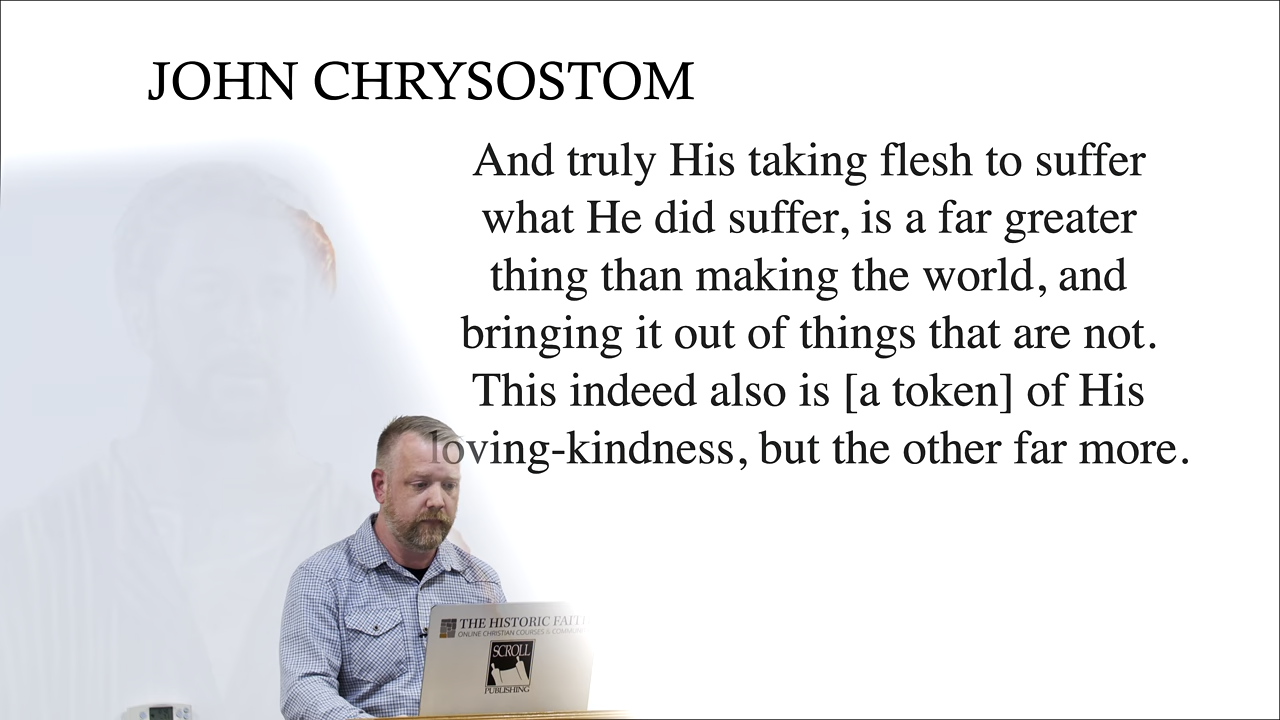 JOHN CHRYSOSTOM
And truly His taking flesh to suffer
what He did suffer, is a far greater
thing than making the world, and
bringing it out of things that are not.
This indeed also is [a token] of His
loving-kindness, but the other far more.
THE HISTORIC FAITH
ONLINE CHRISTIAN COURSES &
SCROLL
PUBLISHING